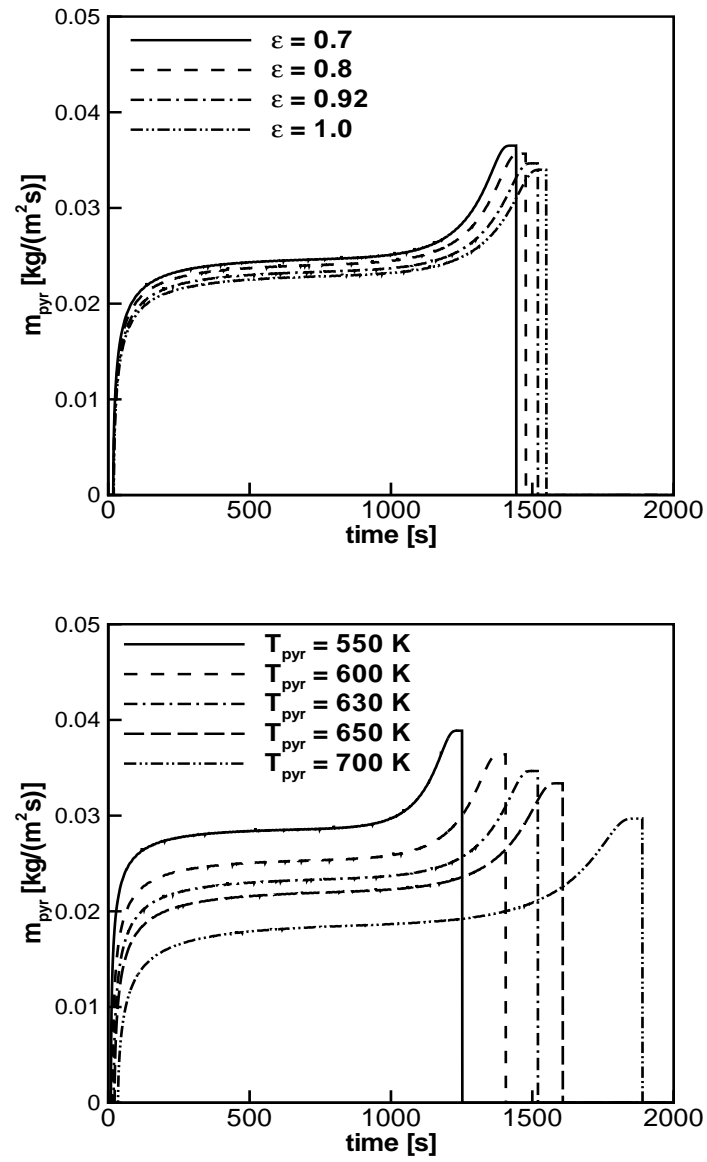 0.05
0.04
0.03
0.02
0.01
0
m_pyr [kg/(m²s)]
ε = 0.7
ε = 0.8
ε = 0.92
ε = 1.0
0 500 1000 1500 2000
time [s]
0.05
0.04
0.03
0.02
0.01
0
m_pyr [kg/(m²s)]
T_pyr = 550 K
T_pyr = 600 K
T_pyr = 630 K
T_pyr = 650 K
T_pyr = 700 K
0 500 1000 1500 2000
time [s]